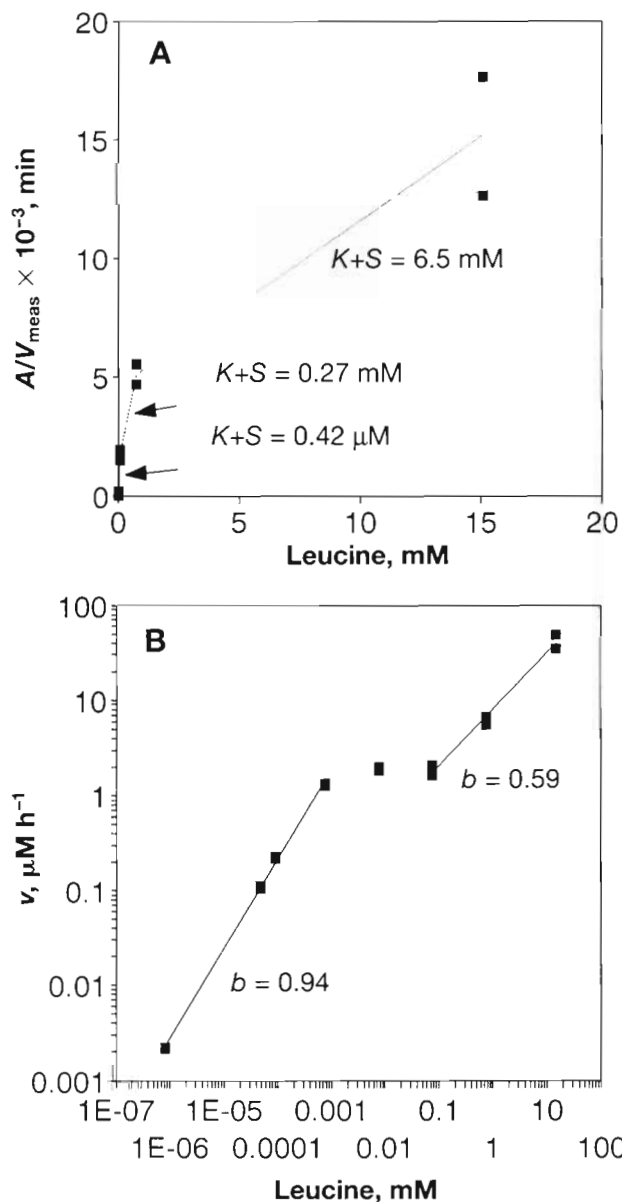 A
20
15
10
5
0
A/Vmeas × 10⁻³, min
K+S = 6.5 mM
K+S = 0.27 mM
K+S = 0.42 μM
0 5 10 15 20
Leucine, mM
B
100
10
1
0.1
0.01
0.001
v, μM h⁻¹
b = 0.59
b = 0.94
1E-07 1E-05 0.001 0.1 10
1E-06 0.0001 0.01 1 100
Leucine, mM